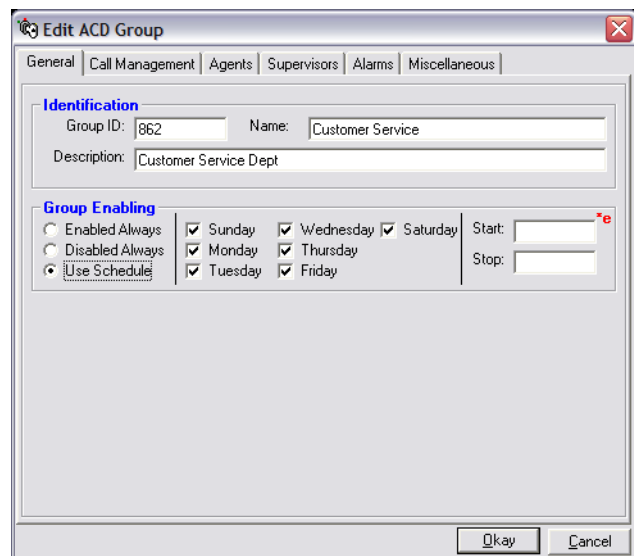 Edit ACD Group
General Call Management Agents Supervisors Alarms Miscellaneous
Identification
Group ID: 862 Name: Customer Service
Description: Customer Service Dept
Group Enabling
Enabled Always Sunday Wednesday Saturday Start: *e
Disabled Always Monday Thursday
Use Schedule Tuesday Friday Stop:
Okay Cancel